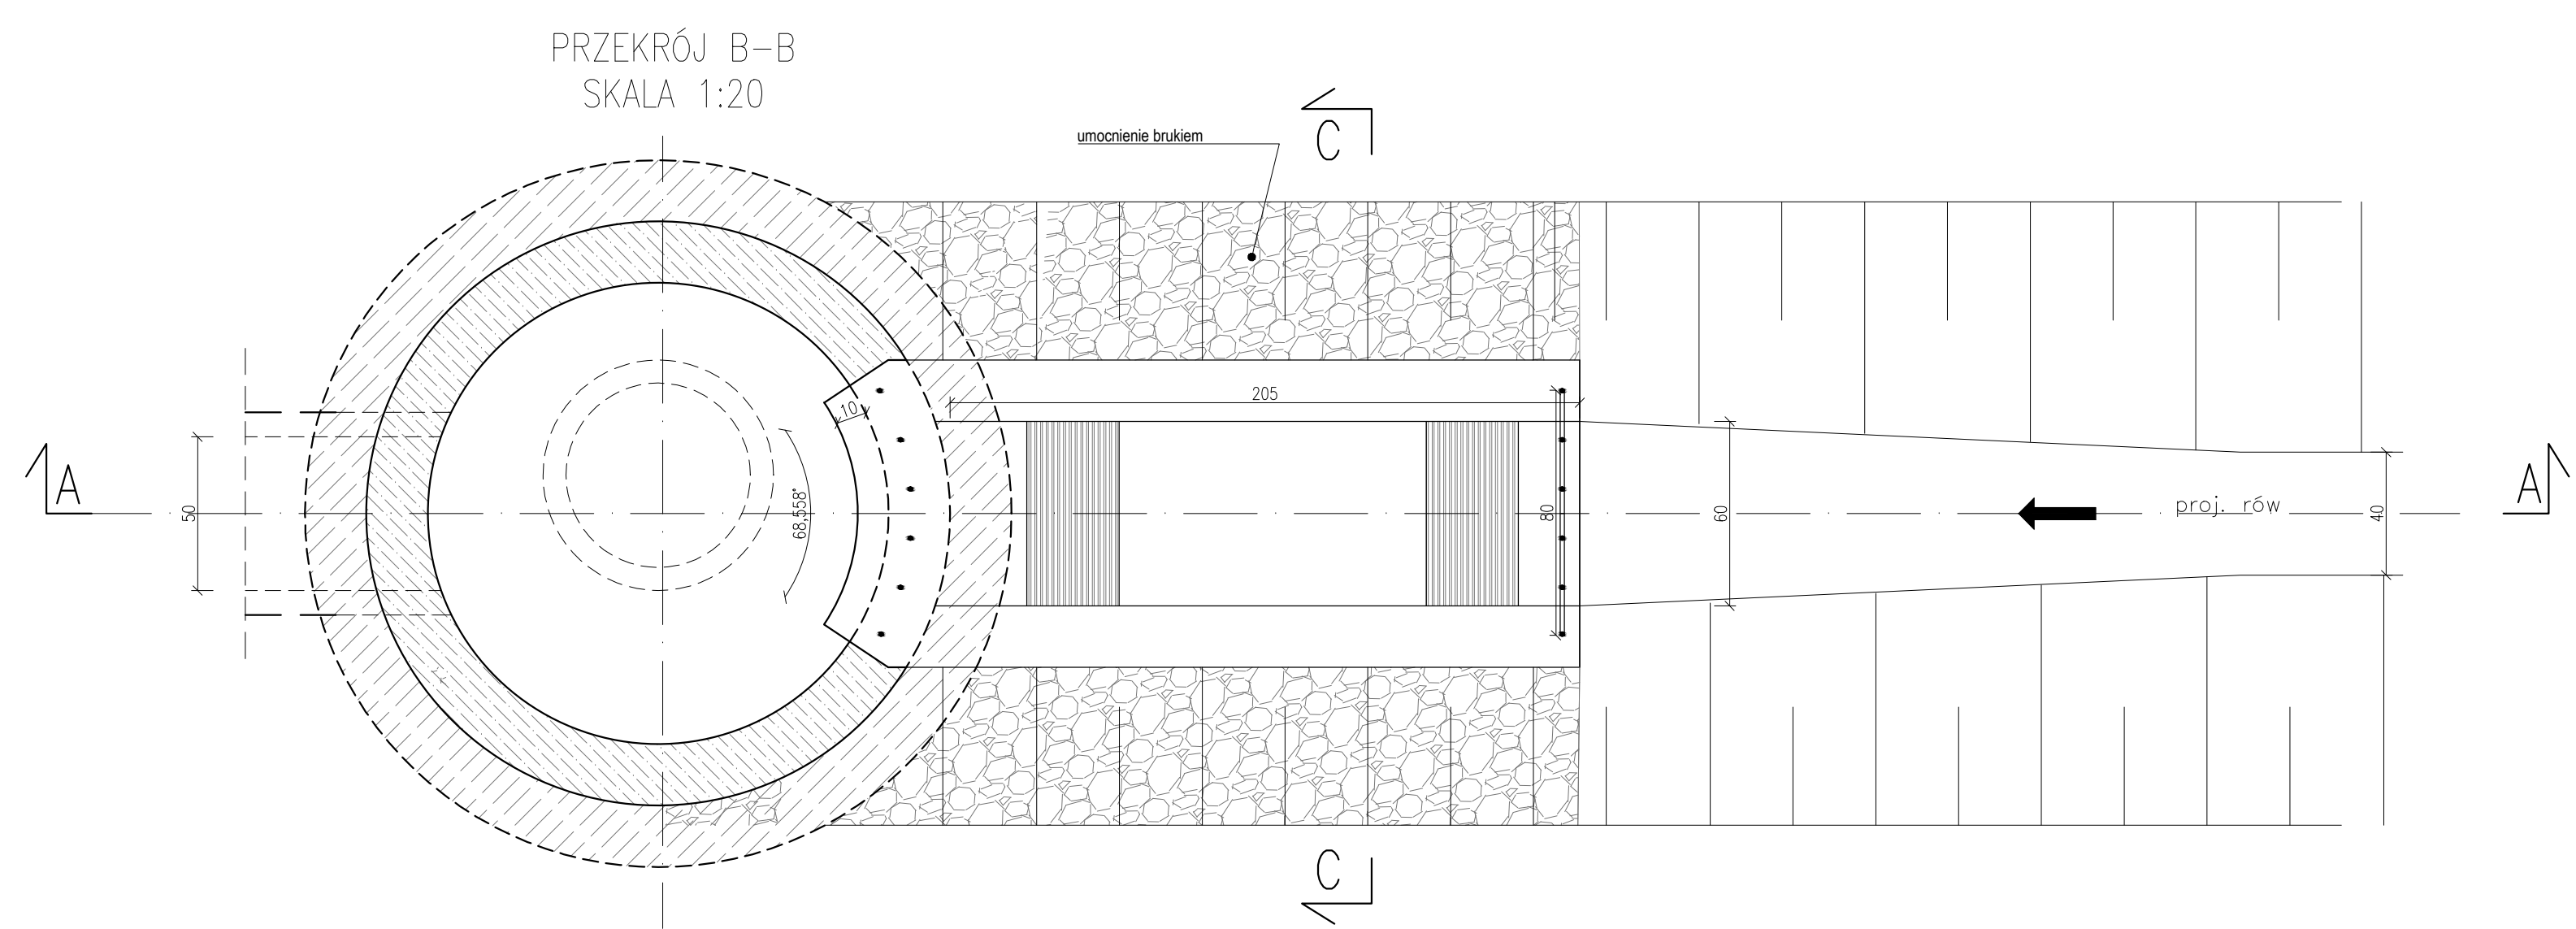 PRZEKRÓJ B-B
SKALA 1:20
umocnienie brukiem
C
205
10
A
50
68,558°
80
60
proj. rów
40
A
C